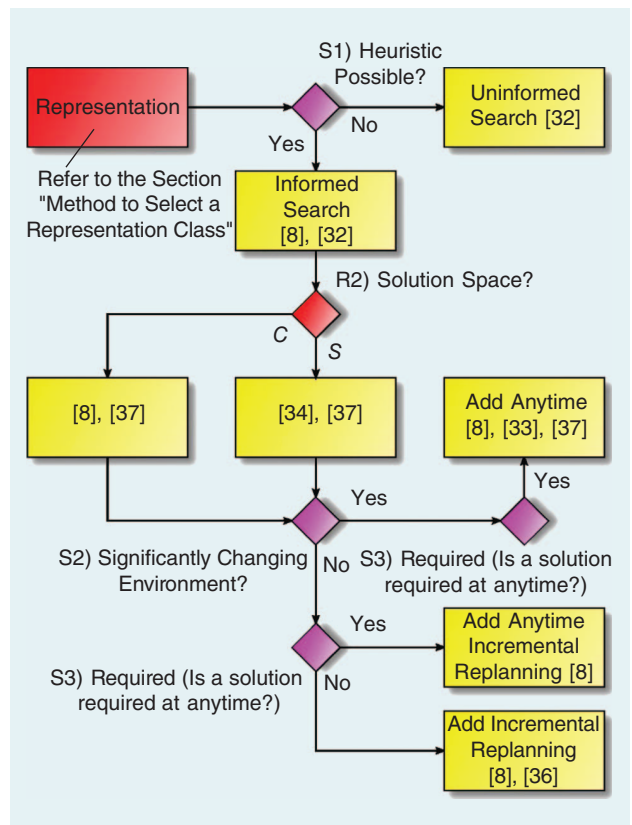 S1) Heuristic
Possible?
Representation
No
Uninformed
Search [32]
Yes
Refer to the Section
"Method to Select a
Representation Class"
Informed
Search
[8], [32]
R2) Solution Space?
C
S
[8], [37]
[34], [37]
Add Anytime
[8], [33], [37]
Yes
Yes
S2) Significantly Changing
Environment?
No
S3) Required (Is a solution
required at anytime?)
Yes
Add Anytime
Incremental
Replanning [8]
S3) Required (Is a solution
required at anytime?)
No
Add Incremental
Replanning
[8], [36]